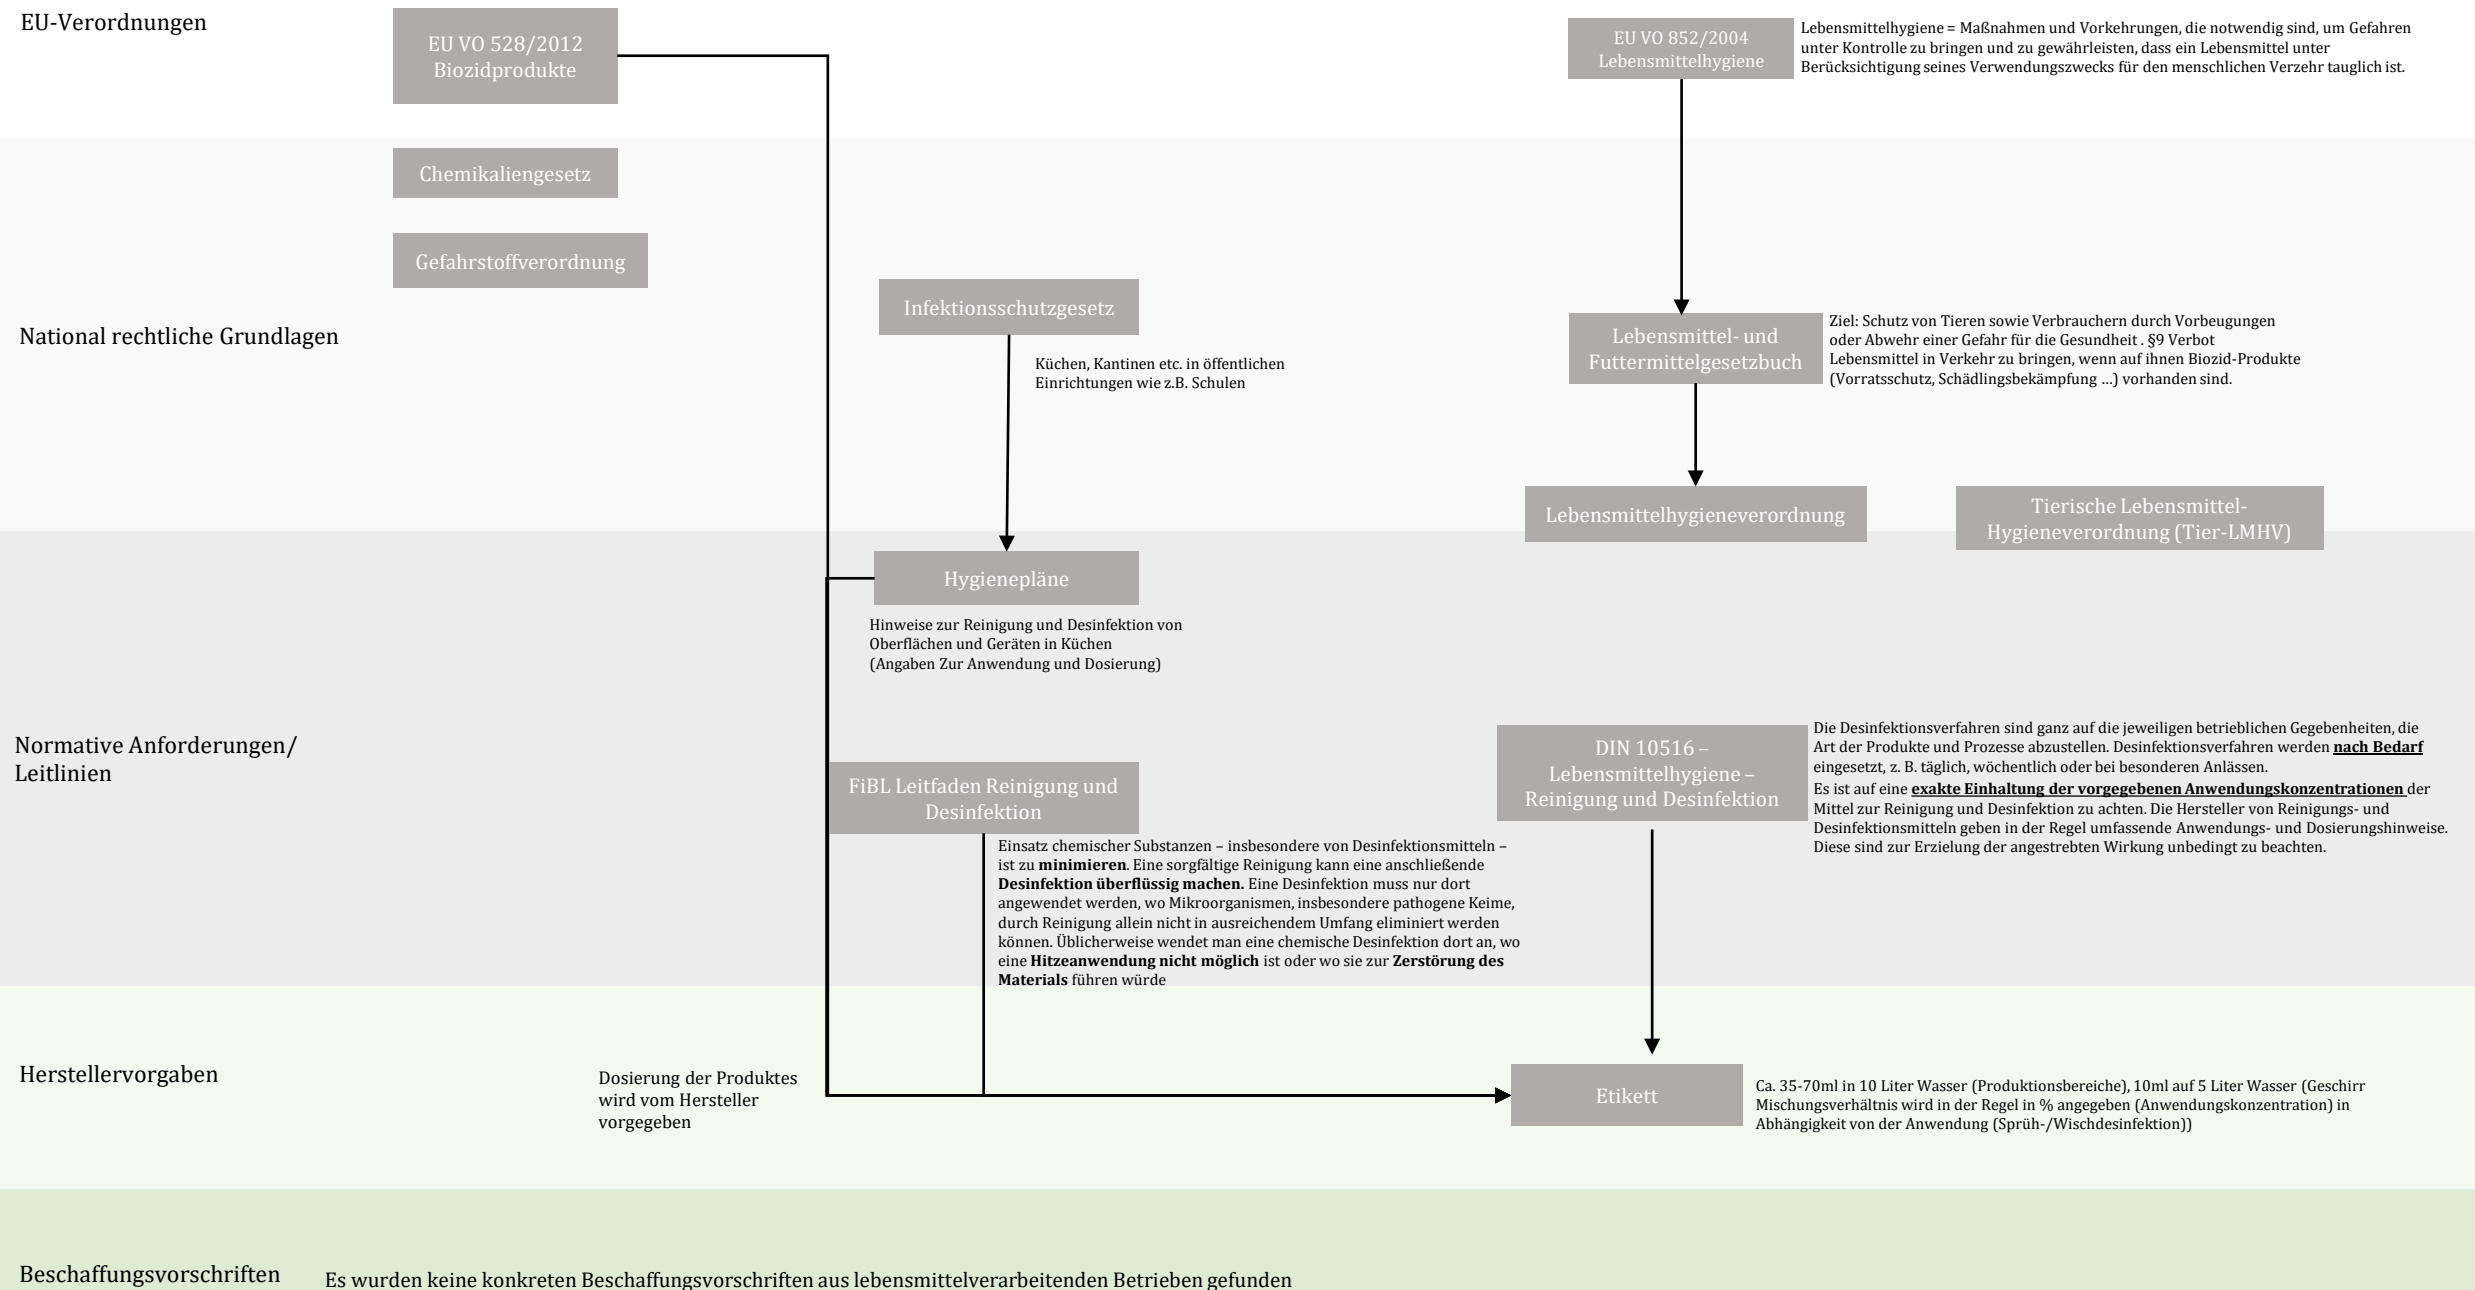 EU-Verordnungen
EU VO 528/2012
Biozidprodukte
EU VO 852/2004
Lebensmittelhygiene
Lebensmittelhygiene = Maßnahmen und Vorkehrungen, die notwendig sind, um Gefahren
unter Kontrolle zu bringen und zu gewährleisten, dass ein Lebensmittel unter
Berücksichtigung seines Verwendungszwecks für den menschlichen Verzehr tauglich ist.
Chemikaliengesetz
Gefahrstoffverordnung
National rechtliche Grundlagen
Infektionsschutzgesetz
Küchen, Kantinen etc. in öffentlichen
Einrichtungen wie z.B. Schulen
Lebensmittel- und
Futtermittelgesetzbuch
Ziel: Schutz von Tieren sowie Verbrauchern durch Vorbeugungen
oder Abwehr einer Gefahr für die Gesundheit . §9 Verbot
Lebensmittel in Verkehr zu bringen, wenn auf ihnen Biozid-Produkte
(Vorratsschutz, Schädlingsbekämpfung …) vorhanden sind.
Lebensmittelhygieneverordnung
Tierische Lebensmittel-
Hygieneverordnung (Tier-LMHV)
Hygienepläne
Hinweise zur Reinigung und Desinfektion von
Oberflächen und Geräten in Küchen
(Angaben Zur Anwendung und Dosierung)
Normative Anforderungen/
Leitlinien
FiBL Leitfaden Reinigung und
Desinfektion
Einsatz chemischer Substanzen – insbesondere von Desinfektionsmitteln –
ist zu minimieren. Eine sorgfältige Reinigung kann eine anschließende
Desinfektion überflüssig machen. Eine Desinfektion muss nur dort
angewendet werden, wo Mikroorganismen, insbesondere pathogene Keime,
durch Reinigung allein nicht in ausreichendem Umfang eliminiert werden
können. Üblicherweise wendet man eine chemische Desinfektion dort an, wo
eine Hitzeanwendung nicht möglich ist oder wo sie zur Zerstörung des
Materials führen würde
DIN 10516 –
Lebensmittelhygiene –
Reinigung und Desinfektion
Die Desinfektionsverfahren sind ganz auf die jeweiligen betrieblichen Gegebenheiten, die
Art der Produkte und Prozesse abzustellen. Desinfektionsverfahren werden nach Bedarf
eingesetzt, z. B. täglich, wöchentlich oder bei besonderen Anlässen.
Es ist auf eine exakte Einhaltung der vorgegebenen Anwendungskonzentrationen der
Mittel zur Reinigung und Desinfektion zu achten. Die Hersteller von Reinigungs- und
Desinfektionsmitteln geben in der Regel umfassende Anwendungs- und Dosierungshinweise.
Diese sind zur Erzielung der angestrebten Wirkung unbedingt zu beachten.
Herstellervorgaben
Dosierung der Produktes
wird vom Hersteller
vorgegeben
Etikett
Ca. 35-70ml in 10 Liter Wasser (Produktionsbereiche), 10ml auf 5 Liter Wasser (Geschirr
Mischungsverhältnis wird in der Regel in % angegeben (Anwendungskonzentration) in
Abhängigkeit von der Anwendung (Sprüh-/Wischdesinfektion))
Beschaffungsvorschriften
Es wurden keine konkreten Beschaffungsvorschriften aus lebensmittelverarbeitenden Betrieben gefunden